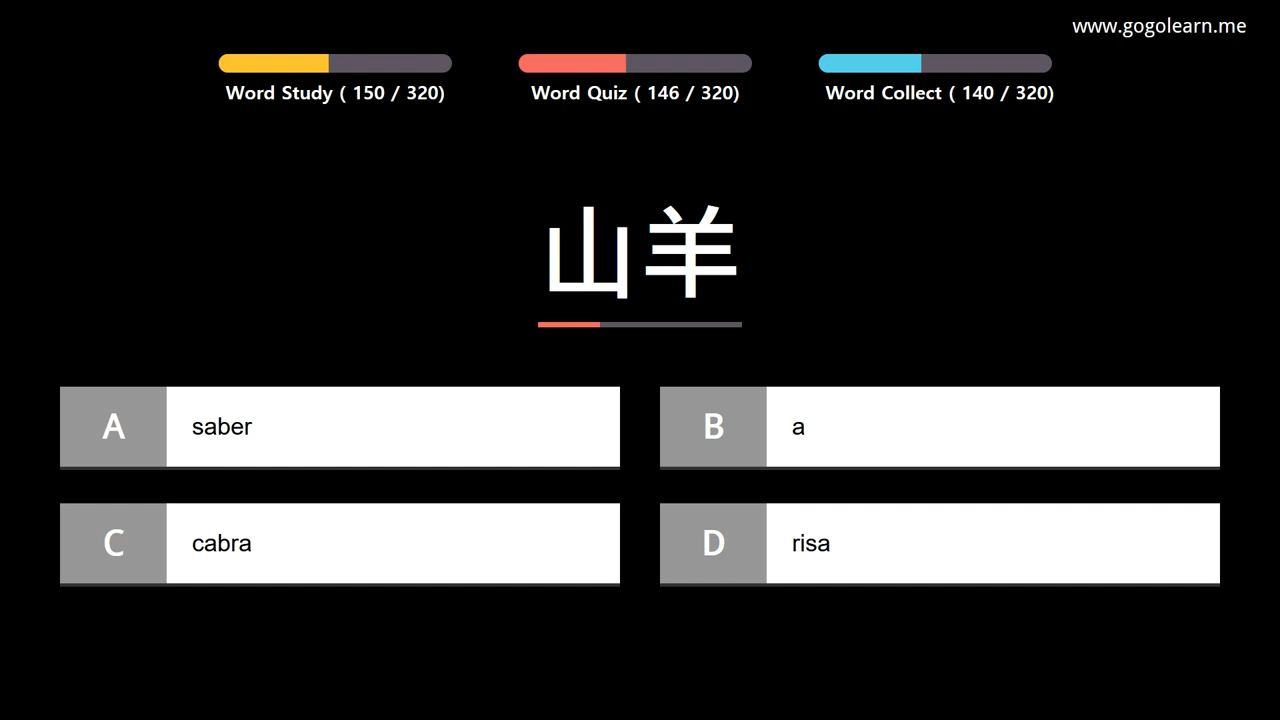 www.gogolearn.me
Word Study ( 150 / 320)
Word Quiz ( 146 / 320)
Word Collect ( 140 / 320)
山羊
A saber
B a
C cabra
D risa